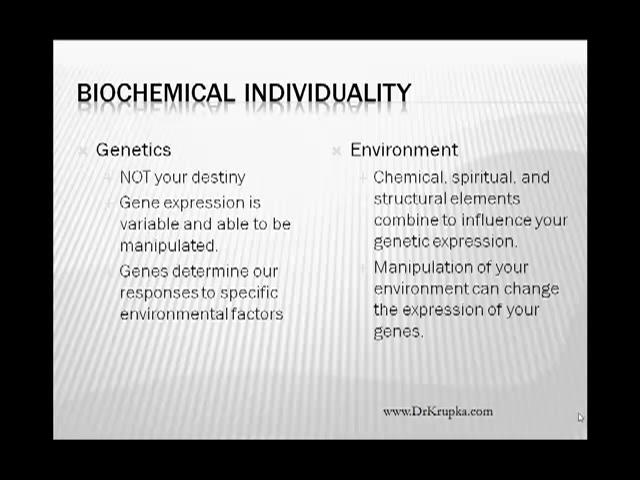 BIOCHEMICAL INDIVIDUALITY
Genetics
NOT your destiny
Gene expression is
variable and able to be
manipulated.
Genes determine our
responses to specific
environmental factors
Environment
Chemical, spiritual, and
structural elements
combine to influence your
genetic expression.
Manipulation of your
environment can change
the expression of your
genes.
www.DrKrupka.com